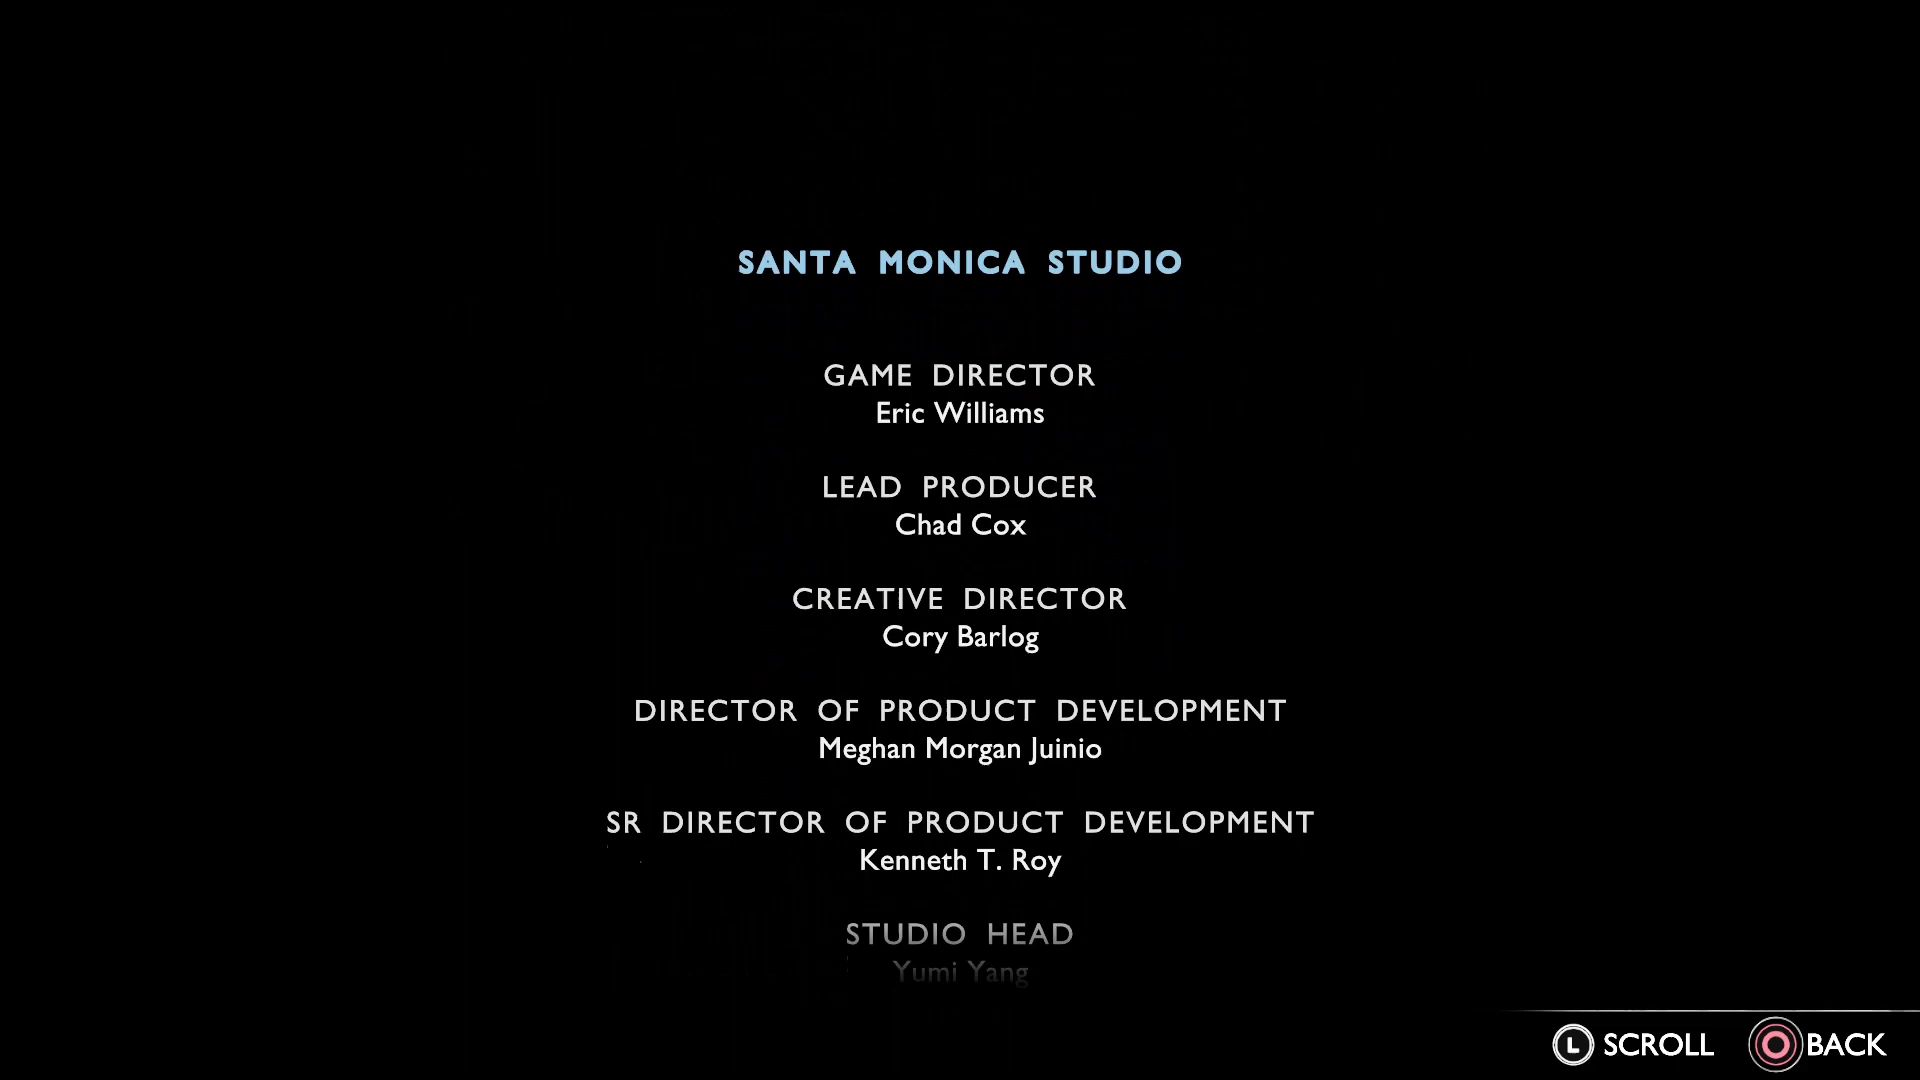 SANTA MONICA STUDIO
GAME DIRECTOR
Eric Williams
LEAD PRODUCER
Chad Cox
CREATIVE DIRECTOR
Cory Barlog
DIRECTOR OF PRODUCT DEVELOPMENT
Meghan Morgan Juinio
SR DIRECTOR OF PRODUCT DEVELOPMENT
Kenneth T. Roy
STUDIO HEAD
Yumi Yang
L SCROLL BACK